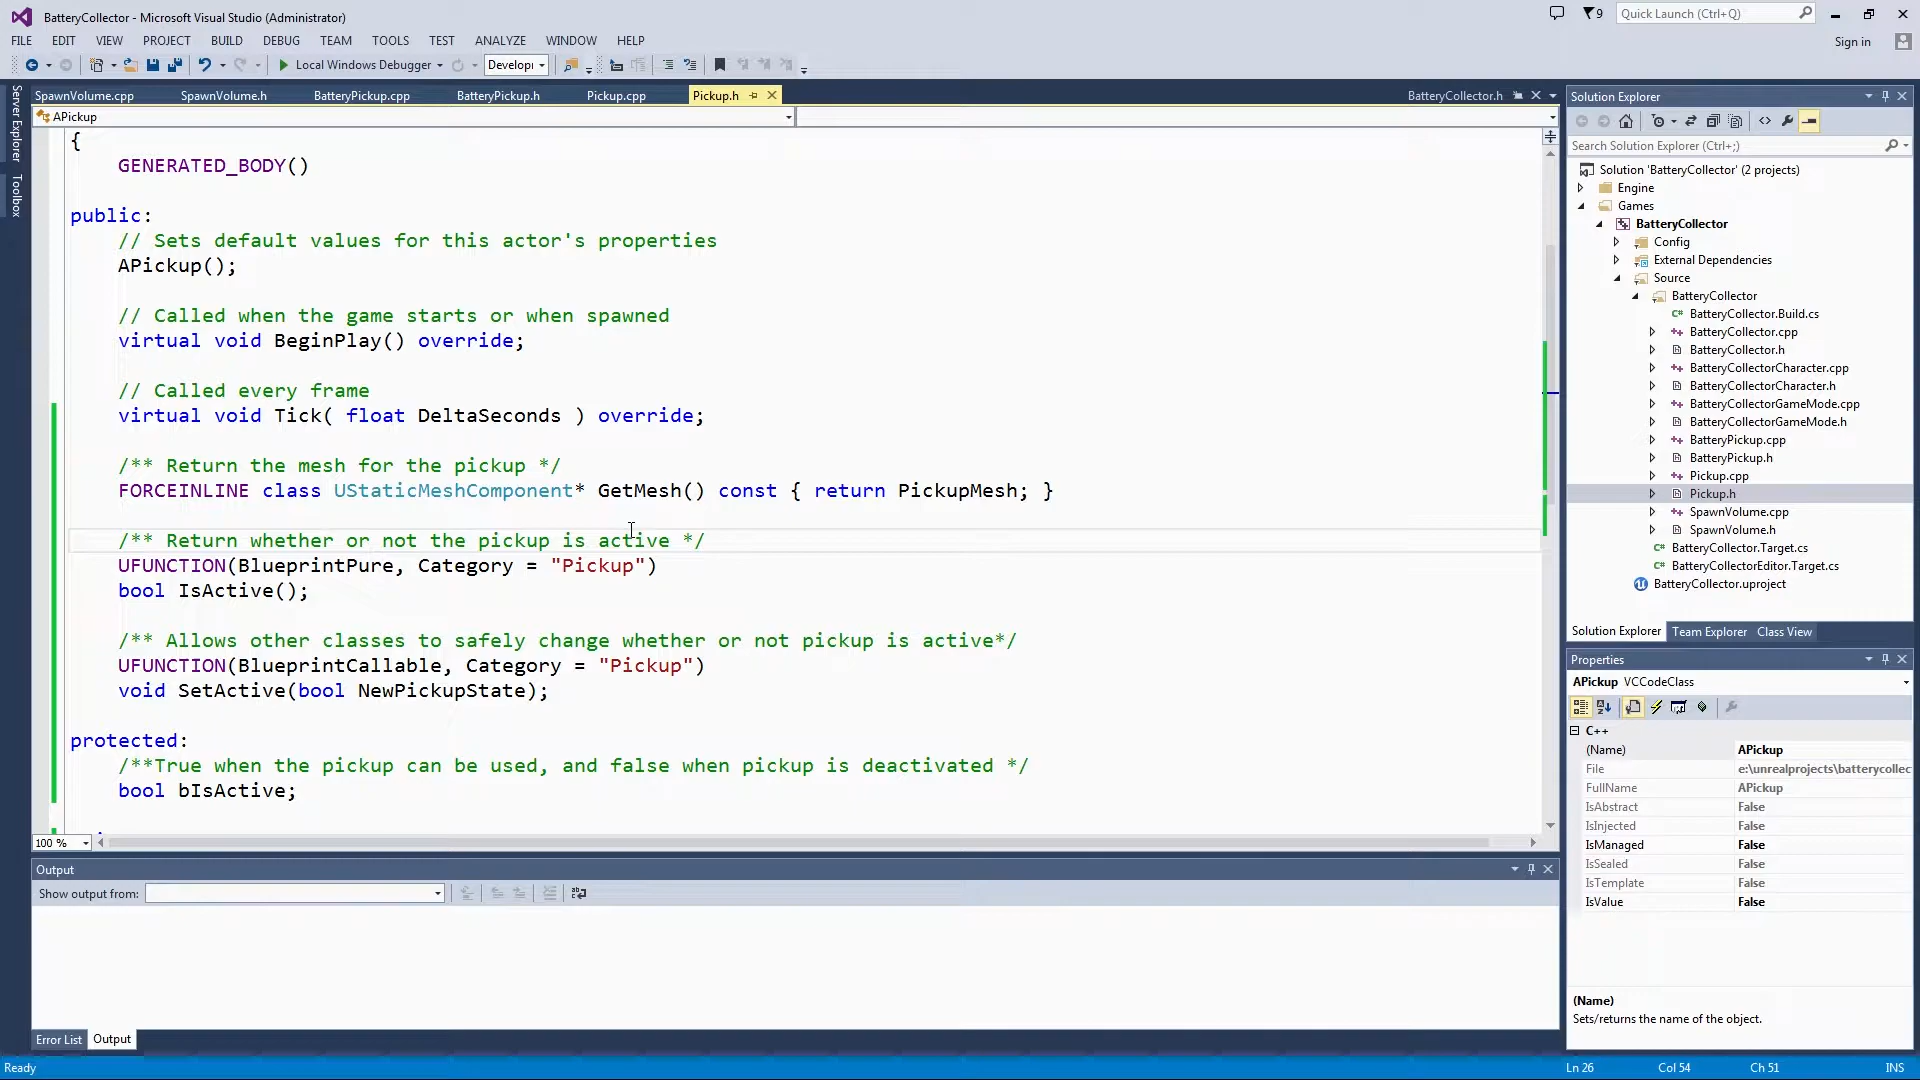 BatteryCollector - Microsoft Visual Studio (Administrator)
9
Quick Launch (Ctrl+Q)
FILE EDIT VIEW PROJECT BUILD DEBUG TEAM TOOLS TEST ANALYZE WINDOW HELP
Sign in
Local Windows Debugger
Developi
SpawnVolume.cpp SpawnVolume.h BatteryPickup.cpp BatteryPickup.h Pickup.cpp Pickup.h BatteryCollector.h
Server Explorer
Toolbox
APickup
{
GENERATED_BODY()
public:
// Sets default values for this actor's properties
APickup();
// Called when the game starts or when spawned
virtual void BeginPlay() override;
// Called every frame
virtual void Tick( float DeltaSeconds ) override;
/** Return the mesh for the pickup */
FORCEINLINE class UStaticMeshComponent* GetMesh() const { return PickupMesh; }
/** Return whether or not the pickup is active */
UFUNCTION(BlueprintPure, Category = "Pickup")
bool IsActive();
/** Allows other classes to safely change whether or not pickup is active*/
UFUNCTION(BlueprintCallable, Category = "Pickup")
void SetActive(bool NewPickupState);
protected:
/**True when the pickup can be used, and false when pickup is deactivated */
bool bIsActive;
100 %
Output
Show output from:
Error List Output
Solution Explorer
Search Solution Explorer (Ctrl+;)
Solution 'BatteryCollector' (2 projects)
Engine
Games
BatteryCollector
Config
External Dependencies
Source
BatteryCollector
BatteryCollector.Build.cs
BatteryCollector.cpp
BatteryCollector.h
BatteryCollectorCharacter.cpp
BatteryCollectorCharacter.h
BatteryCollectorGameMode.cpp
BatteryCollectorGameMode.h
BatteryPickup.cpp
BatteryPickup.h
Pickup.cpp
Pickup.h
SpawnVolume.cpp
SpawnVolume.h
BatteryCollector.Target.cs
BatteryCollectorEditor.Target.cs
BatteryCollector.uproject
Solution Explorer Team Explorer Class View
Properties
APickup VCCodeClass
C++
(Name) APickup
File e:\unrealprojects\batterycollec
FullName APickup
IsAbstract False
IsInjected False
IsManaged False
IsSealed False
IsTemplate False
IsValue False
(Name)
Sets/returns the name of the object.
Ready
Ln 26 Col 54 Ch 51 INS